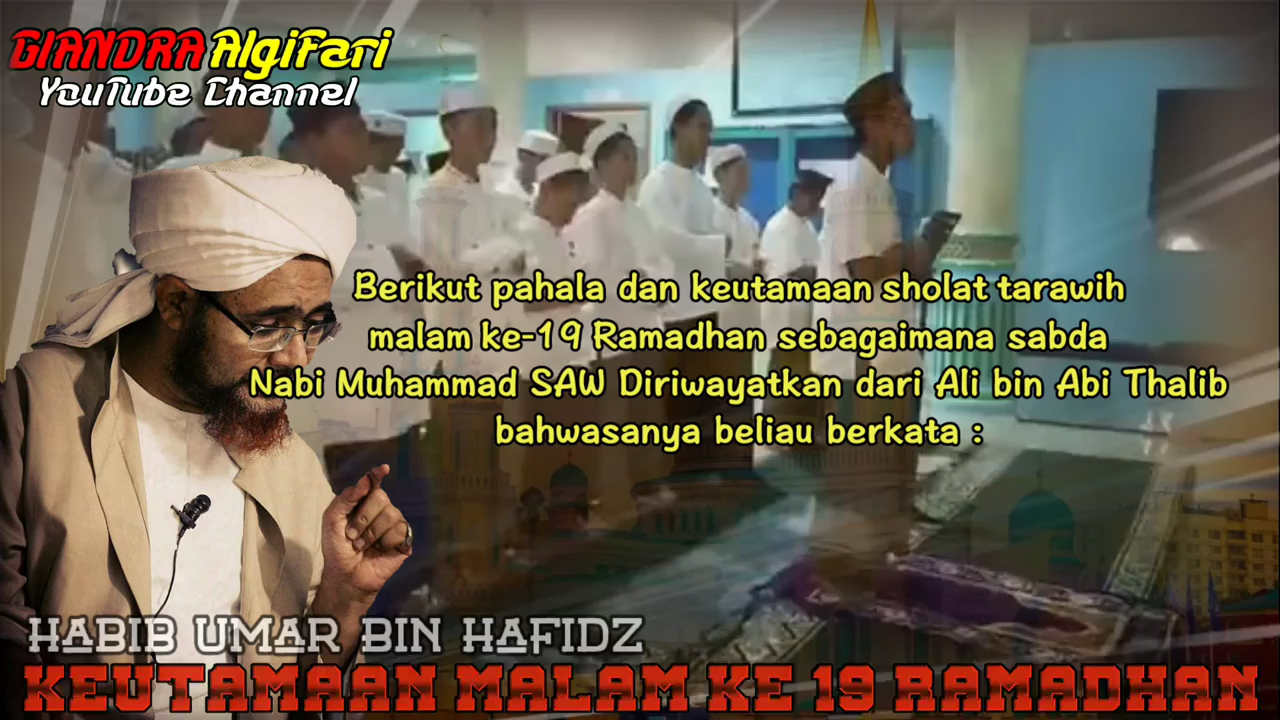 GIANDRA AlgiFari
YouTube Channel
Berikut pahala dan keutamaan sholat tarawih
malam ke-19 Ramadhan sebagaimana sabda
Nabi Muhammad SAW Diriwayatkan dari Ali bin Abi Thalib
bahwasanya beliau berkata :
HABIB UMAR BIN HAFIDZ
KEUTAMAAN MALAM KE 19 RAMADHAN